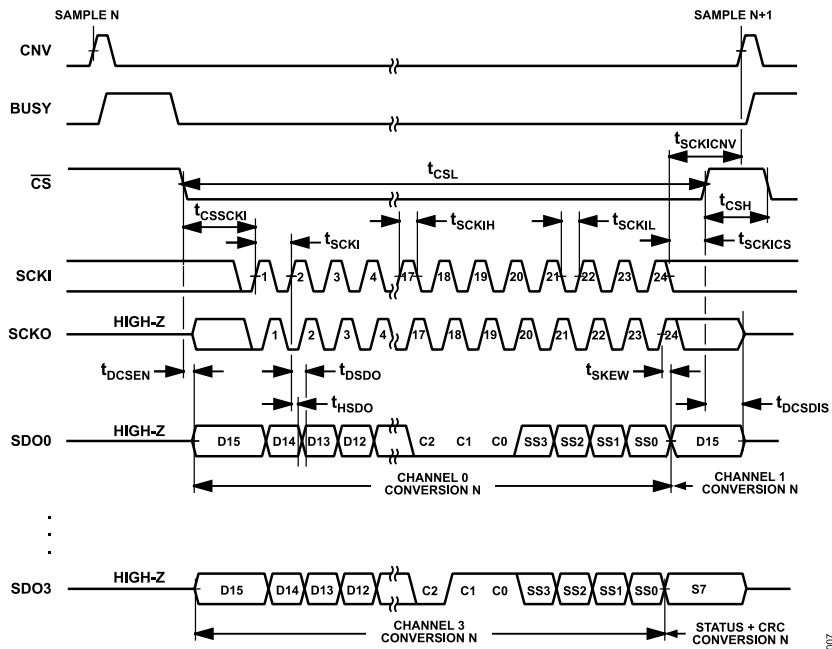 SAMPLE N
SAMPLE N+1
CNV
BUSY
tSCKICNV
CS
tCSL
tCSSCKI
tCSH
tSCKI
tSCKIH
tSCKIL
tSCKICS
SCKI
1 2 3 4 17 18 19 20 21 22 23 24
SCKO
HIGH-Z
1 2 3 4 17 18 19 20 21 22 23 24
tDCSEN
tDSDO
tSKEW
tDCSDIS
tHSDO
SDO0
HIGH-Z
D15 D14 D13 D12 C2 C1 C0 SS3 SS2 SS1 SS0 D15
CHANNEL 0
CONVERSION N
CHANNEL 1
CONVERSION N
SDO3
HIGH-Z
D15 D14 D13 D12 C2 C1 C0 SS3 SS2 SS1 SS0 S7
CHANNEL 3
CONVERSION N
STATUS + CRC
CONVERSION N
007